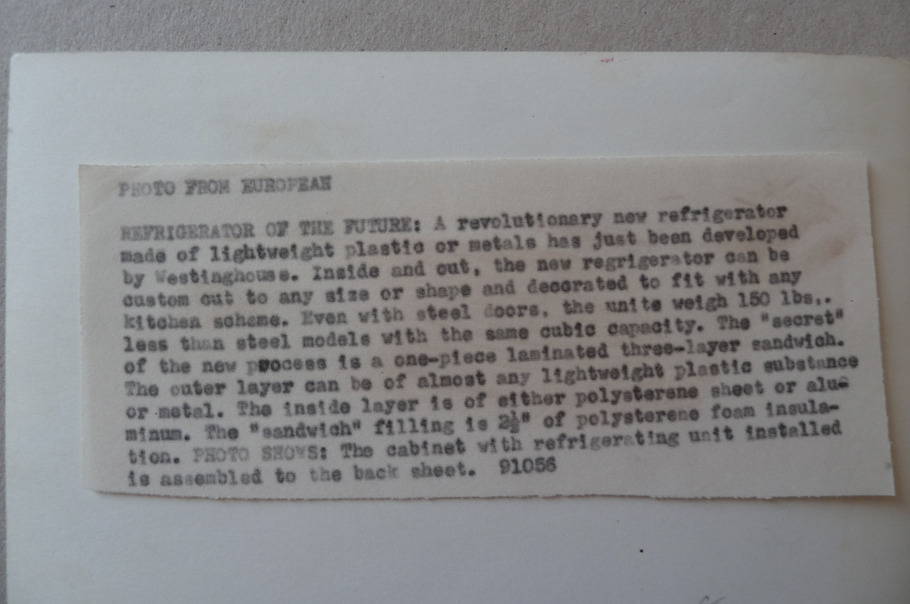 PHOTO FROM EUROPEAN
REFRIGERATOR OF THE FUTURE: A revolutionary new refrigerator
made of lightweight plastic or metals has just been developed
by Westinghouse. Inside and out, the new regrigerator can be
custom cut to any size or shape and decorated to fit with any
kitchen scheme. Even with steel doors, the units weigh 150 lbs,.
less than steel models with the same cubic capacity. The "secret"
of the new process is a one-piece laminated three-layer sandwich.
The outer layer can be of almost any lightweight plastic substance
or metal. The inside layer is of either polysterene sheet or alu-
minum. The "sandwich" filling is 2½" of polysterene foam insula-
tion. PHOTO SHOWS: The cabinet with refrigerating unit installed
is assembled to the back sheet. 91056